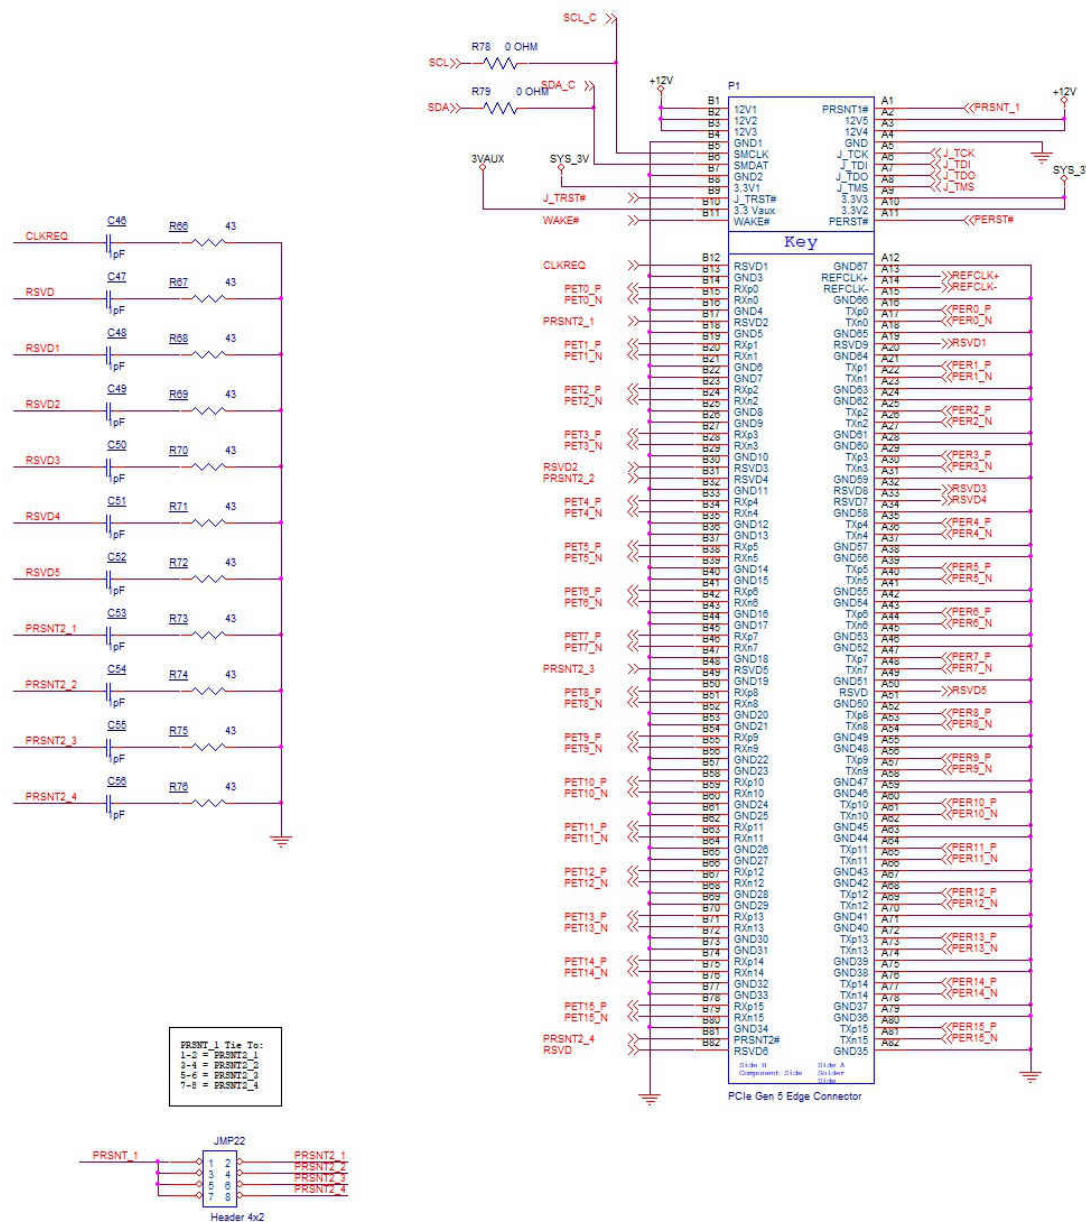 SCL_C
R78 0 OHM
SCL
SDA_C
R79 0 OHM
SDA
P1
+12V
+12V
B1 12V1 PRSNT1# A1 PRSNT_1
B2 12V2 12V5 A2
B3 12V3 12V4 A3
B4 GND1 GND A4
B5 SMCLK J_TCK A5 J_TCK
B6 SMDAT J_TDI A6 J_TDI
3VAUX SYS_3V B7 GND2 J_TDO A7 J_TDO
B8 3.3V1 J_TMS A8 J_TMS SYS_3
J_TRST# B9 J_TRST# 3.3V3 A9
B10 3.3 Vaux 3.3V2 A10
WAKE# B11 WAKE# PERST# A11 PERST#
Key
CLKREQ B12 RSVD1 GND67 A12
B13 GND3 REFCLK+ A13 REFCLK+
PET0_P B14 RXp0 REFCLK- A14 REFCLK-
PET0_N B15 RXn0 GND66 A15
B16 GND4 TXp0 A16 PER0_P
PRSNT2_1 B17 RSVD2 TXn0 A17 PER0_N
B18 GND5 GND65 A18
PET1_P B19 RXp1 RSVD9 A19 RSVD1
PET1_N B20 RXn1 GND64 A20
B21 GND6 TXp1 A21 PER1_P
B22 GND7 TXn1 A22 PER1_N
PET2_P B23 RXp2 GND63 A23
PET2_N B24 RXn2 GND62 A24
B25 GND8 TXp2 A25 PER2_P
B26 GND9 TXn2 A26 PER2_N
PET3_P B27 RXp3 GND61 A27
PET3_N B28 RXn3 GND60 A28
B29 GND10 TXp3 A29 PER3_P
RSVD2 B30 RSVD3 TXn3 A30 PER3_N
PRSNT2_2 B31 RSVD4 GND59 A31
B32 GND11 RSVD8 A32 RSVD3
PET4_P B33 RXp4 RSVD7 A33 RSVD4
PET4_N B34 RXn4 GND58 A34
B35 GND12 TXp4 A35 PER4_P
B36 GND13 TXn4 A36 PER4_N
PET5_P B37 RXp5 GND57 A37
PET5_N B38 RXn5 GND56 A38
B39 GND14 TXp5 A39 PER5_P
B40 GND15 TXn5 A40 PER5_N
PET6_P B41 RXp6 GND55 A41
PET6_N B42 RXn6 GND54 A42
B43 GND16 TXp6 A43 PER6_P
B44 GND17 TXn6 A44 PER6_N
PET7_P B45 RXp7 GND53 A45
PET7_N B46 RXn7 GND52 A46
B47 GND18 TXp7 A47 PER7_P
PRSNT2_3 B48 RSVD5 TXn7 A48 PER7_N
B49 GND19 GND51 A49
PET8_P B50 RXp8 RSVD A50 RSVD5
PET8_N B51 RXn8 GND50 A51
B52 GND20 TXp8 A52 PER8_P
B53 GND21 TXn8 A53 PER8_N
PET9_P B54 RXp9 GND49 A54
PET9_N B55 RXn9 GND48 A55
B56 GND22 TXp9 A56 PER9_P
B57 GND23 TXn9 A57 PER9_N
PET10_P B58 RXp10 GND47 A58
PET10_N B59 RXn10 GND46 A59
B60 GND24 TXp10 A60 PER10_P
B61 GND25 TXn10 A61 PER10_N
PET11_P B62 RXp11 GND45 A62
PET11_N B63 RXn11 GND44 A63
B64 GND26 TXp11 A64 PER11_P
B65 GND27 TXn11 A65 PER11_N
PET12_P B66 RXp12 GND43 A66
PET12_N B67 RXn12 GND42 A67
B68 GND28 TXp12 A68 PER12_P
B69 GND29 TXn12 A69 PER12_N
PET13_P B70 RXp13 GND41 A70
PET13_N B71 RXn13 GND40 A71
B72 GND30 TXp13 A72 PER13_P
B73 GND31 TXn13 A73 PER13_N
PET14_P B74 RXp14 GND39 A74
PET14_N B75 RXn14 GND38 A75
B76 GND32 TXp14 A76 PER14_P
B77 GND33 TXn14 A77 PER14_N
PET15_P B78 RXp15 GND37 A78
PET15_N B79 RXn15 GND36 A79
B80 GND34 TXp15 A80 PER15_P
PRSNT2_4 B81 PRSNT2# TXn15 A81 PER15_N
RSVD B82 RSVD6 GND35 A82
Side B Side A
Component Side Solder
Side
PCIe Gen 5 Edge Connector
CLKREQ C46 1pF R66 43
RSVD C47 1pF R67 43
RSVD1 C48 1pF R68 43
RSVD2 C49 1pF R69 43
RSVD3 C50 1pF R70 43
RSVD4 C51 1pF R71 43
RSVD5 C52 1pF R72 43
PRSNT2_1 C53 1pF R73 43
PRSNT2_2 C54 1pF R74 43
PRSNT2_3 C55 1pF R75 43
PRSNT2_4 C56 1pF R76 43
PRSNT_1 Tie To:
1-2 = PRSNT2_1
3-4 = PRSNT2_2
5-6 = PRSNT2_3
7-8 = PRSNT2_4
JMP22
PRSNT_1 1 2 PRSNT2_1
3 4 PRSNT2_2
5 6 PRSNT2_3
7 8 PRSNT2_4
Header 4x2